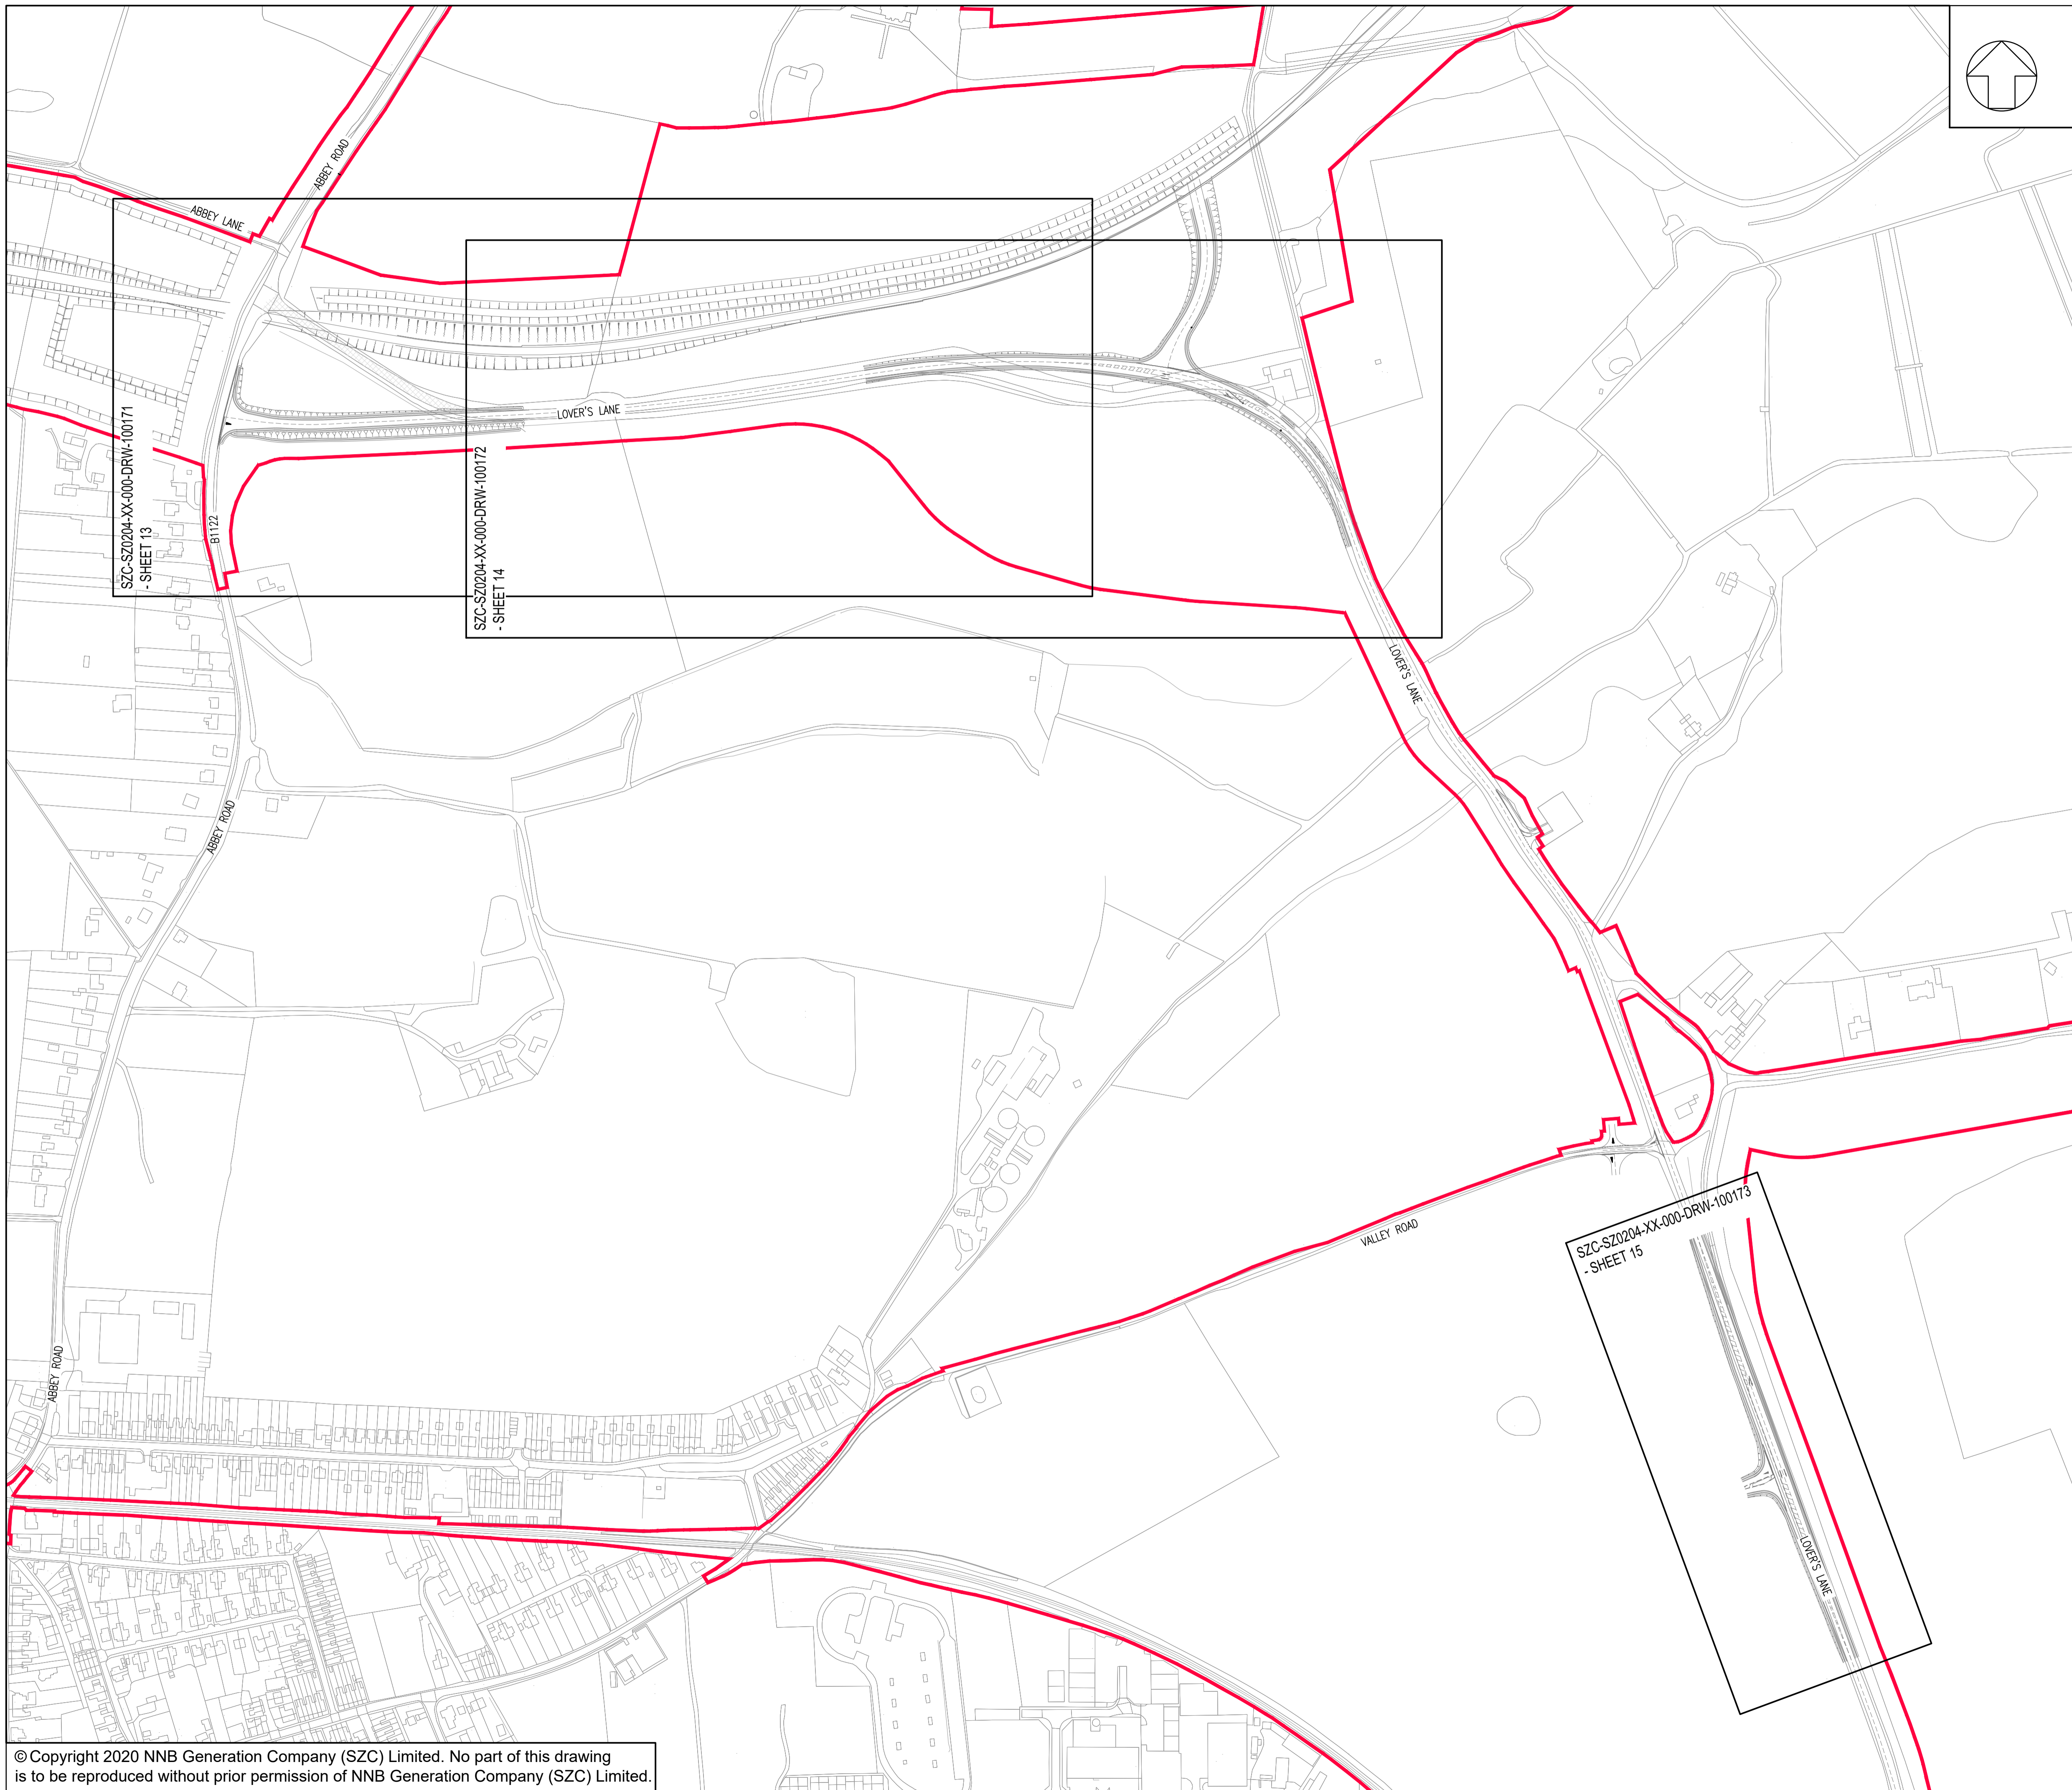 ABBEY ROAD
ABBEY LANE
SZC-SZ0204-XX-000-DRW-100171
- SHEET 13
B1122
LOVER'S LANE
SZC-SZ0204-XX-000-DRW-100172
- SHEET 14
LOVER'S LANE
ABBEY ROAD
SZC-SZ0204-XX-000-DRW-100173
- SHEET 15
VALLEY ROAD
ABBEY ROAD
LOVER'S LANE
© Copyright 2020 NNB Generation Company (SZC) Limited. No part of this drawing
is to be reproduced without prior permission of NNB Generation Company (SZC) Limited.